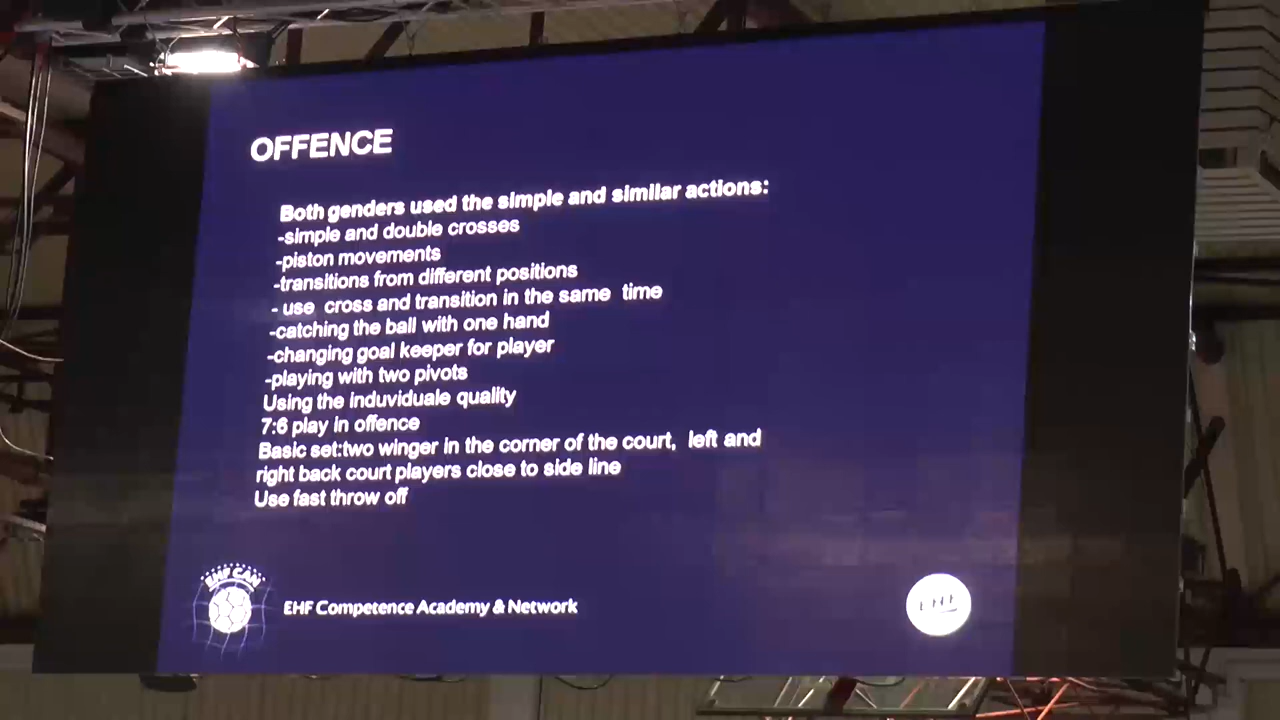 OFFENCE
Both genders used the simple and similar actions:
-simple and double crosses
-piston movements
-transitions from different positions
- use  cross and transition in the same  time
-catching the ball with one hand
-changing goal keeper for player
-playing with two pivots
Using the induviduale quality
7:6 play in offence
Basic set:two winger in the corner of the court,  left and
right back court players close to side line
Use fast throw off
EHF CAN
EHF Competence Academy & Network
EHF